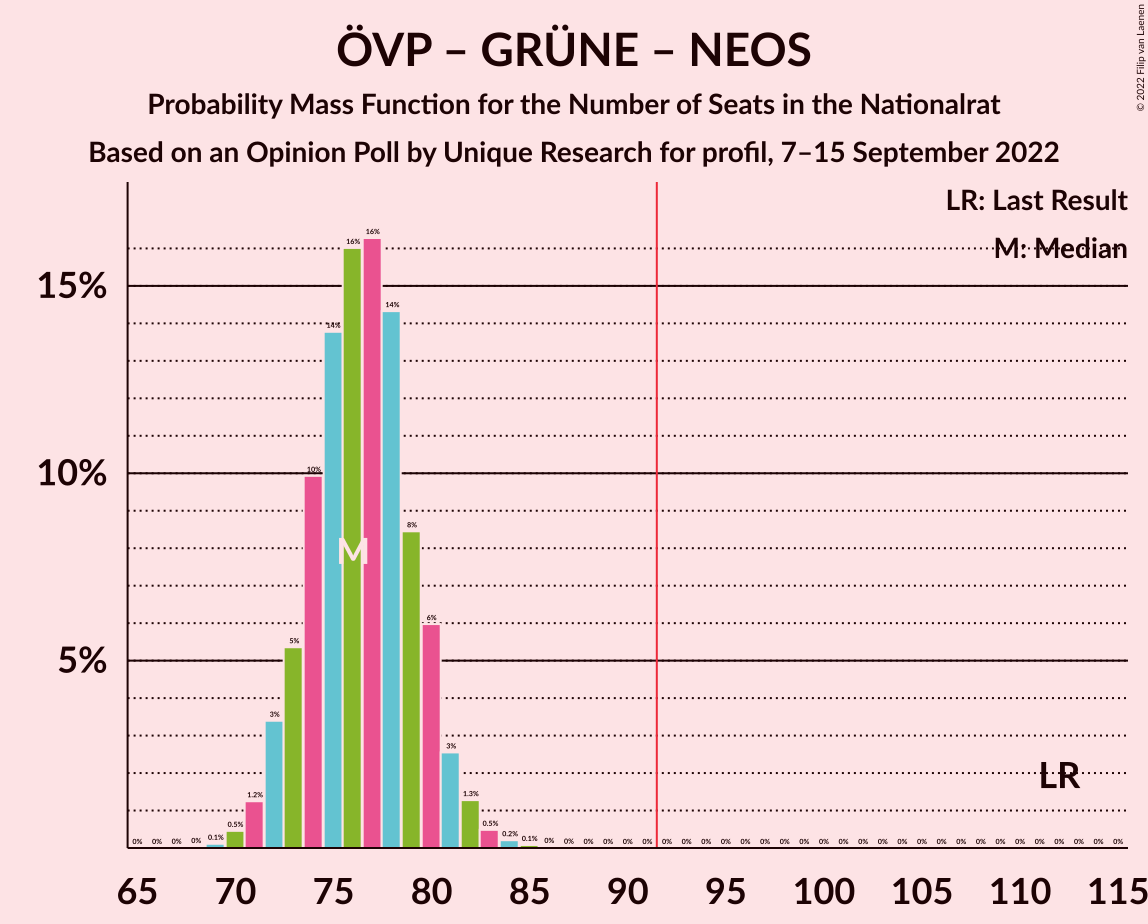 ÖVP – GRÜNE – NEOS
Probability Mass Function for the Number of Seats in the Nationalrat
Based on an Opinion Poll by Unique Research for profil, 7–15 September 2022
© 2022 Filip van Laenen
LR: Last Result
M: Median
15%
10%
5%
0% 0% 0% 0% 0.1% 0.5% 1.2% 3% 5% 10% 14% 16% 16% 14% 8% 6% 3% 1.3% 0.5% 0.2% 0.1% 0% 0% 0% 0% 0% 0% 0% 0% 0% 0% 0% 0% 0% 0% 0% 0% 0% 0% 0% 0% 0% 0% 0% 0% 0% 0% 0% 0% 0% 0%
M
LR
65 70 75 80 85 90 95 100 105 110 115